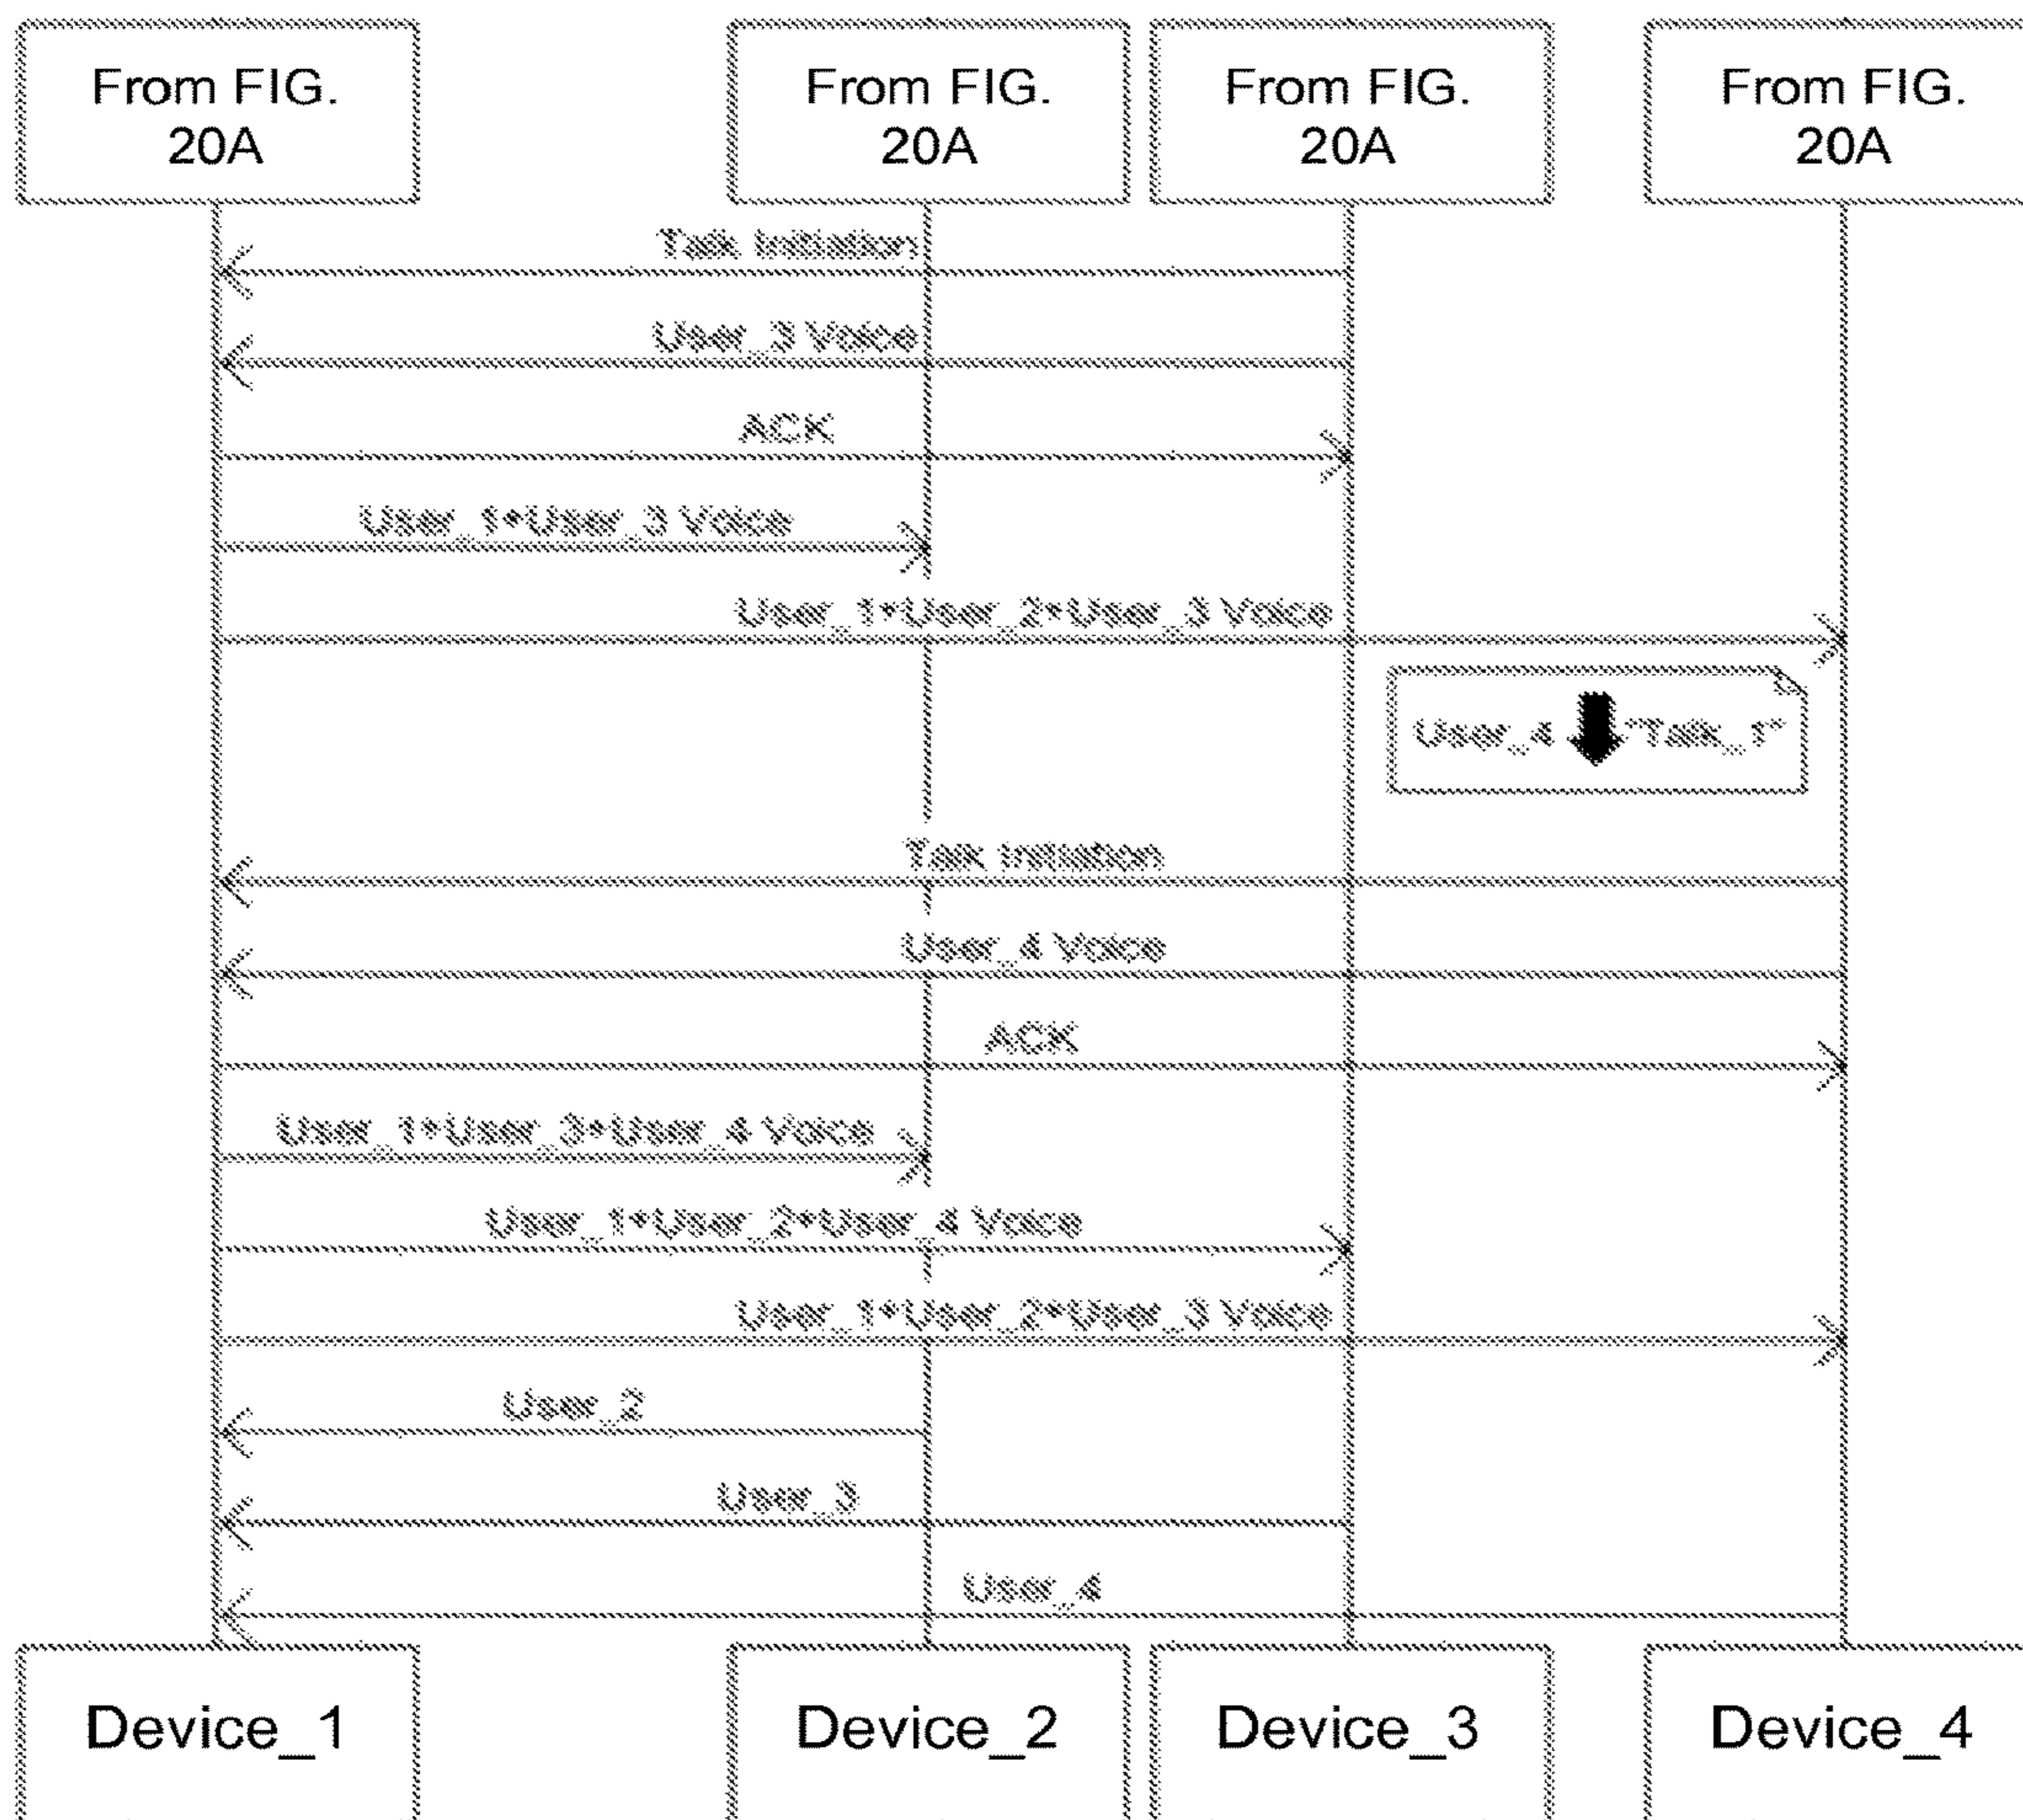 From FIG.
20A
From FIG.
20A
From FIG.
20A
From FIG.
20A
Talk Initiation
User_3 Voice
ACK
User_1+User_3 Voice
User_1+User_2+User_3 Voice
User_4 "Talk_1"
Talk Initiation
User_4 Voice
ACK
User_1+User_3+User_4 Voice
User_1+User_2+User_4 Voice
User_1+User_2+User_3 Voice
User_2
User_3
User_4
Device_1
Device_2
Device_3
Device_4